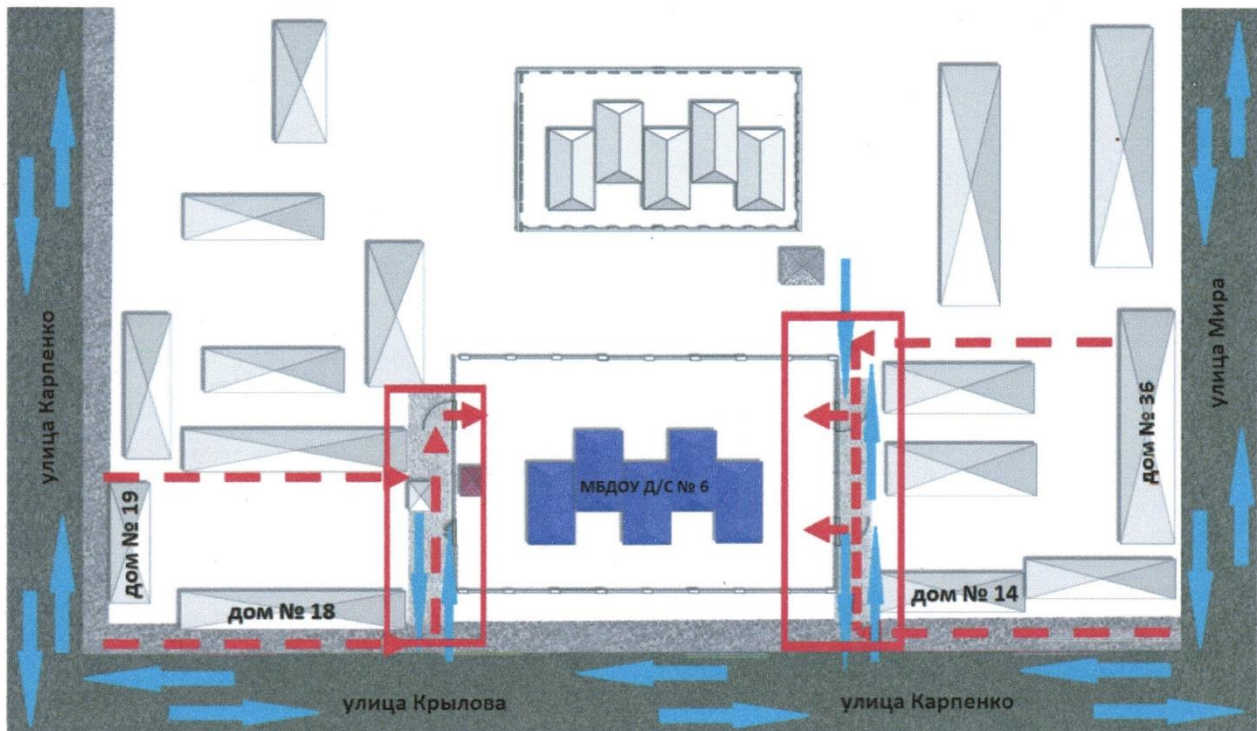 улица Карпенко
улица Мира
МБДОУ Д/С № 6
дом № 36
дом № 19
дом № 18
дом № 14
улица Крылова
улица Карпенко